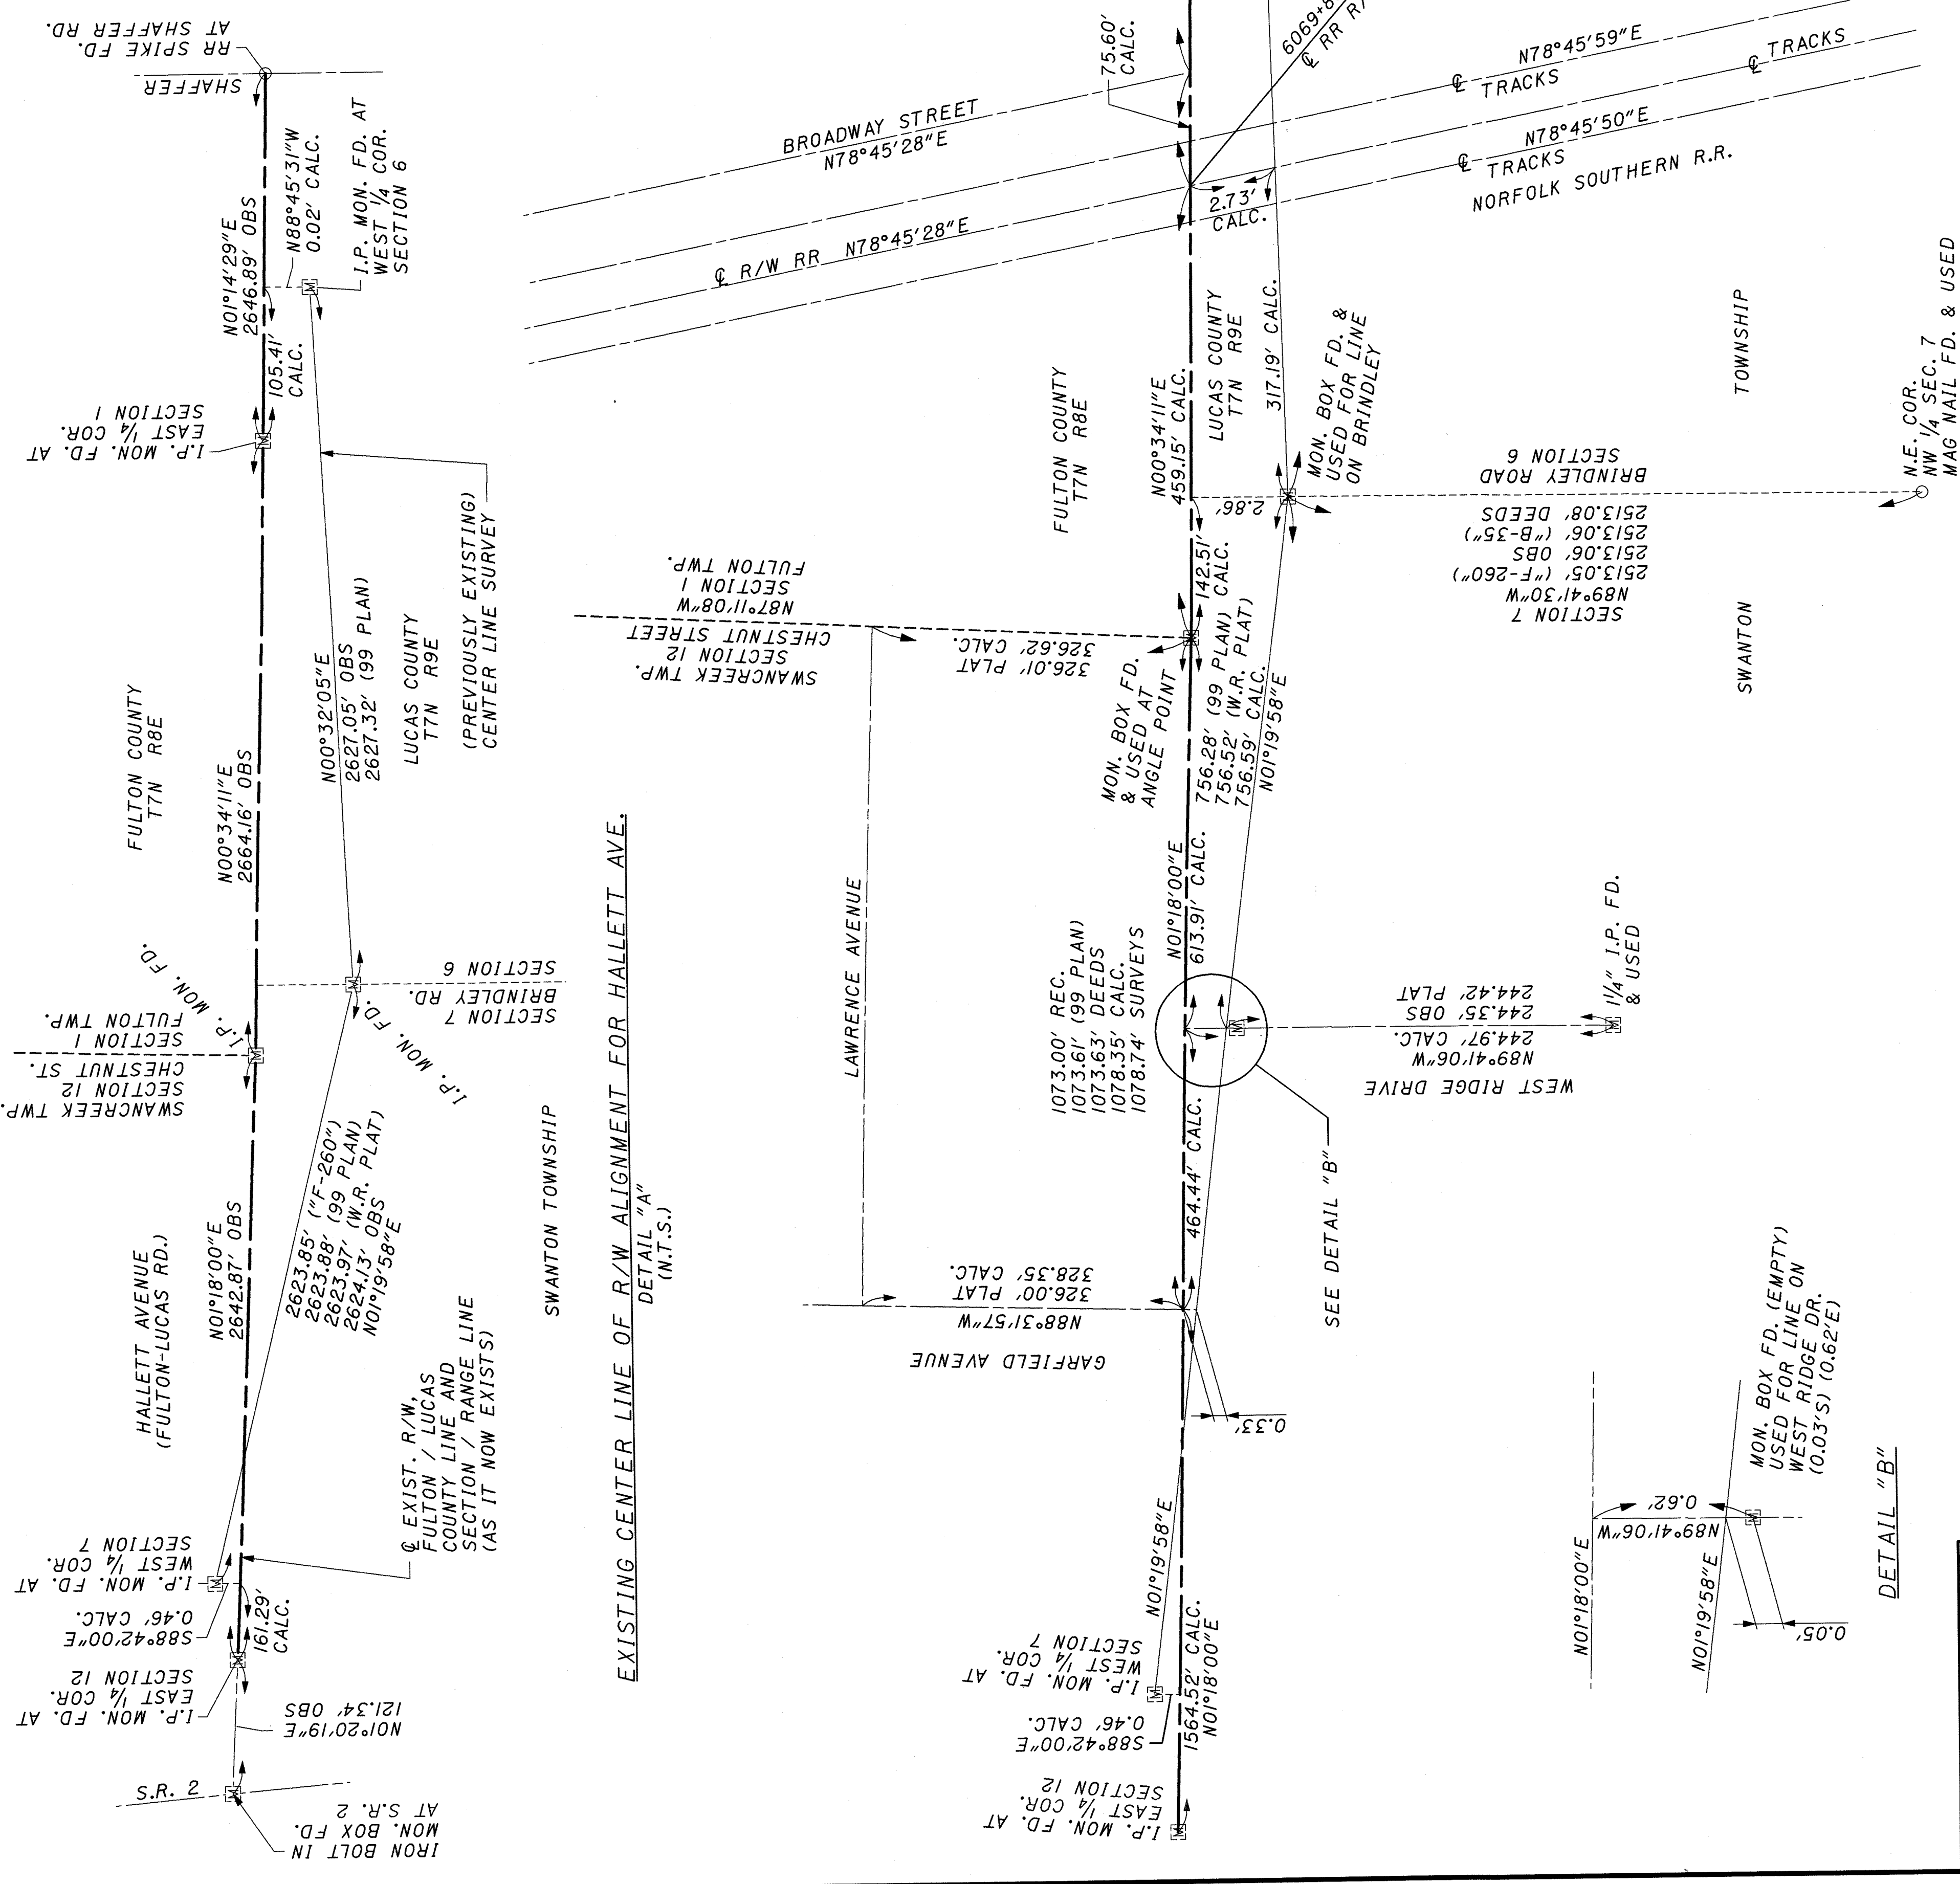 RR SPIKE FD.
AT SHAFFER RD
SHAFFER
N01°14'29"E
2646.89' OBS
N88°45'31"W
0.02' CALC.
I.P. MON. FD. AT
WEST 1/4 COR.
SECTION 6
105.41'
CALC.
I.P. MON. FD. AT
EAST 1/4 COR.
SECTION 1
(PREVIOUSLY EXISTING)
CENTER LINE SURVEY
N00°32'05"E
2627.05' OBS
2627.32' (99 PLAN)
LUCAS COUNTY
T7N R9E
FULTON COUNTY
T7N R8E
N00°34'11"E
2664.16' OBS
I.P. MON. FD.
SWANCREEK TWP.
SECTION 12
CHESTNUT ST.
SECTION 1
FULTON TWP.
I.P. MON. FD.
SECTION 7
BRINDLEY RD.
SECTION 6
HALLETT AVENUE
(FULTON-LUCAS RD.)
N01°18'00"E
2642.87' OBS
2623.85' ("F-260")
2623.88' (99 PLAN)
2623.97' (W.R. PLAT)
2624.13' OBS
N01°19'58"E
SWANTON TOWNSHIP
℄ EXIST. R/W,
FULTON / LUCAS
COUNTY LINE AND
SECTION / RANGE LINE
(AS IT NOW EXISTS)
I.P. MON. FD. AT
WEST 1/4 COR.
SECTION 7
S88°42'00"E
0.46' CALC.
161.29'
CALC.
I.P. MON. FD. AT
EAST 1/4 COR.
SECTION 12
N01°20'19"E
121.34' OBS
S.R. 2
IRON BOLT IN
MON. BOX FD.
AT S.R. 2
EXISTING CENTER LINE OF R/W ALIGNMENT FOR HALLETT AVE.
DETAIL "A"
(N.T.S.)
75.60'
CALC.
6069+8
℄ RR R/
BROADWAY STREET
N78°45'28"E
N78°45'59"E
℄ TRACKS
℄ TRACKS
N78°45'50"E
℄ TRACKS
NORFOLK SOUTHERN R.R.
℄ R/W RR N78°45'28"E
2.73'
CALC.
LUCAS COUNTY
T7N R9E
317.19' CALC.
FULTON COUNTY
T7N R8E
N00°34'11"E
459.15' CALC.
MON. BOX FD. &
USED FOR LINE
ON BRINDLEY
2.86'
TOWNSHIP
SWANTON
N.E. COR.
NW 1/4 SEC. 7
MAG NAIL FD. & USED
SECTION 7
N89°41'30"W
2513.05' ("F-260")
2513.06' OBS
2513.06' ("B-35")
2513.08' DEEDS
BRINDLEY ROAD
SECTION 6
SWANCREEK TWP.
SECTION 12
CHESTNUT STREET
N87°11'08"W
SECTION 1
FULTON TWP.
326.01' PLAT
326.62' CALC.
142.51'
CALC.
MON. BOX FD.
& USED AT
ANGLE POINT
756.28' (99 PLAN)
756.52' (W.R. PLAT)
756.59' CALC.
N01°19'58"E
LAWRENCE AVENUE
N01°18'00"E
613.91' CALC.
1073.00' REC.
1073.61' (99 PLAN)
1073.63' DEEDS
1078.35' CALC.
1078.74' SURVEYS
WEST RIDGE DRIVE
N89°41'06"W
244.97' CALC.
244.35' OBS
244.42' PLAT
1 1/4" I.P. FD.
& USED
464.44' CALC.
SEE DETAIL "B"
GARFIELD AVENUE
N88°31'57"W
326.00' PLAT
328.35' CALC.
0.33'
N01°19'58"E
I.P. MON. FD. AT
WEST 1/4 COR.
SECTION 7
S88°42'00"E
0.46' CALC.
1564.52' CALC.
N01°18'00"E
I.P. MON. FD. AT
EAST 1/4 COR.
SECTION 12
MON. BOX FD. (EMPTY)
USED FOR LINE ON
WEST RIDGE DR.
(0.03'S) (0.62'E)
0.62'
N89°41'06"W
N01°18'00"E
N01°19'58"E
0.05'
DETAIL "B"